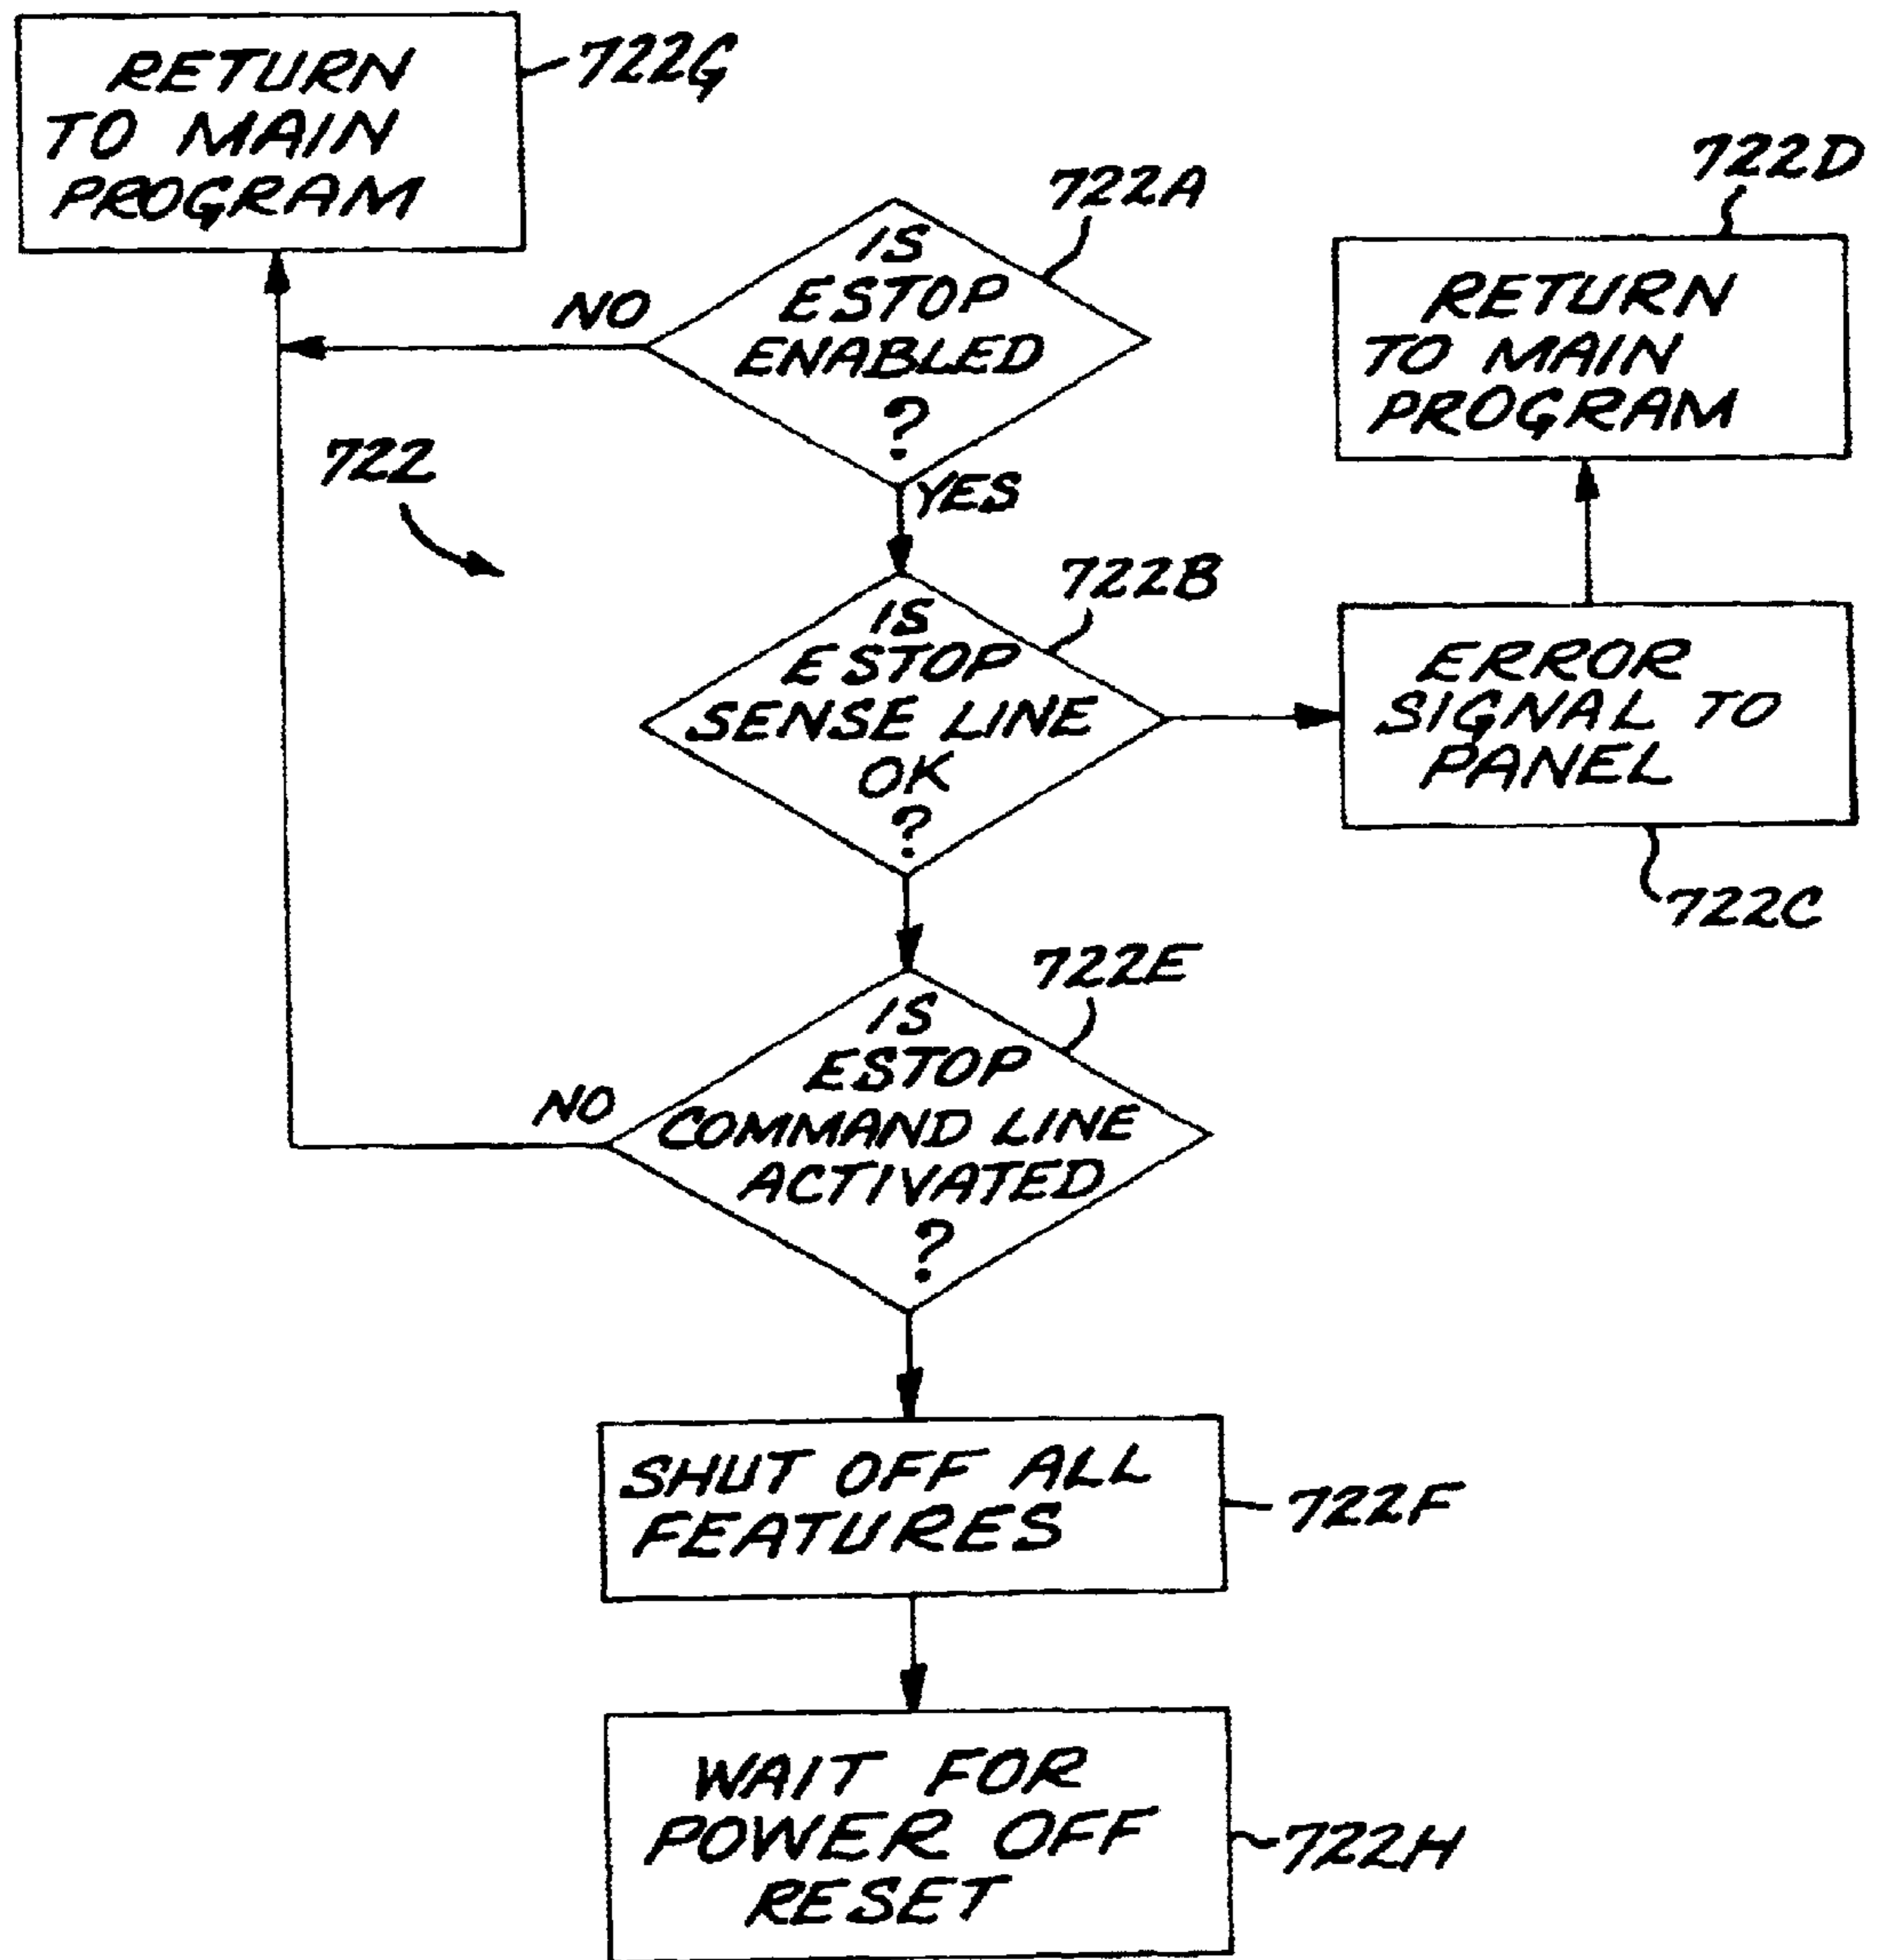 RETURN
TO MAIN
PROGRAM
722G
722A
722D
IS
ESTOP
ENABLED
?
NO
YES
RETURN
TO MAIN
PROGRAM
722
722B
IS
ESTOP
SENSE LINE
OK
?
ERROR
SIGNAL TO
PANEL
722C
722E
IS
ESTOP
COMMAND LINE
ACTIVATED
?
NO
SHUT OFF ALL
FEATURES
722F
WAIT FOR
POWER OFF
RESET
722H